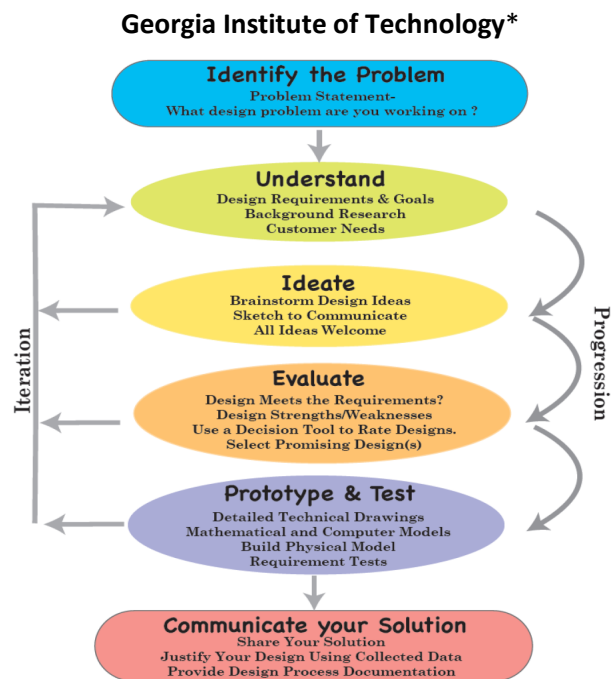 Georgia Institute of Technology*
Identify the Problem
Problem Statement-
What design problem are you working on ?
Understand
Design Requirements & Goals
Background Research
Customer Needs
Ideate
Brainstorm Design Ideas
Sketch to Communicate
All Ideas Welcome
Evaluate
Design Meets the Requirements?
Design Strengths/Weaknesses
Use a Decision Tool to Rate Designs.
Select Promising Design(s)
Prototype & Test
Detailed Technical Drawings
Mathematical and Computer Models
Build Physical Model
Requirement Tests
Communicate your Solution
Share Your Solution
Justify Your Design Using Collected Data
Provide Design Process Documentation
Iteration
Progression